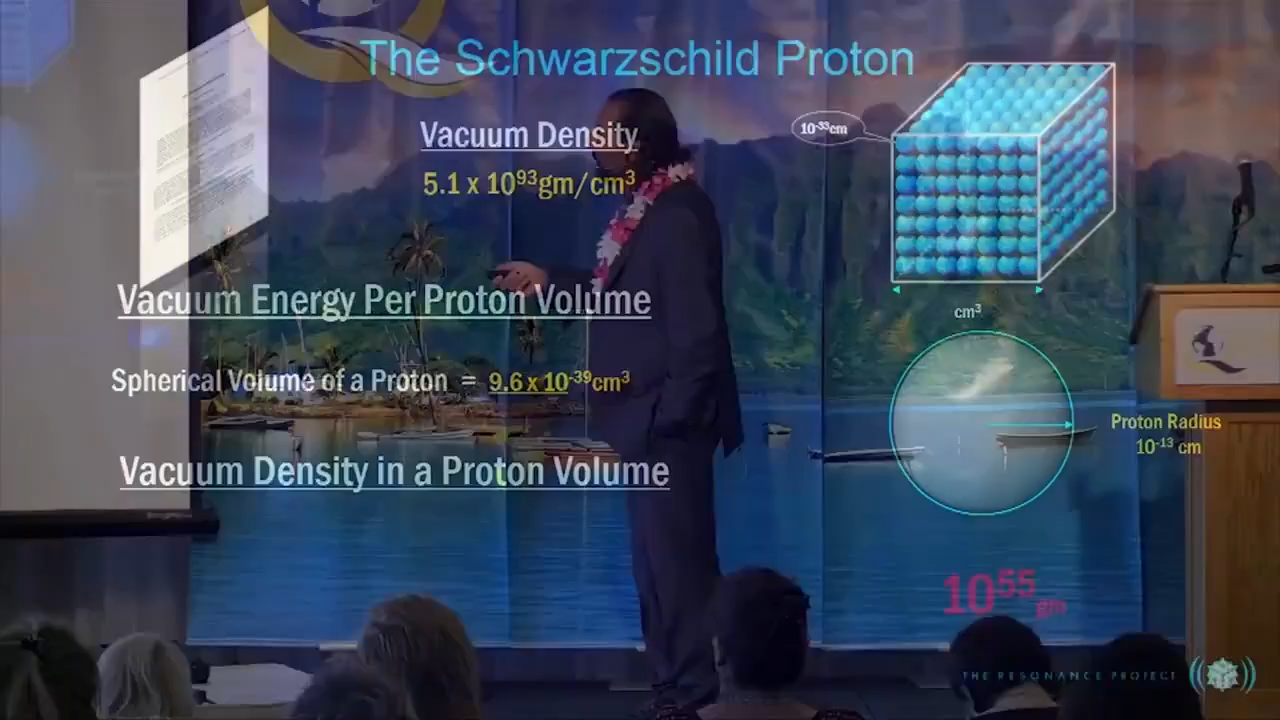 The Schwarzschild Proton
Vacuum Density
5.1 x 10⁹³gm/cm³
10⁻³³cm
Vacuum Energy Per Proton Volume
cm³
Spherical Volume of a Proton = 9.6 x 10⁻³⁹cm³
Proton Radius
10⁻¹³ cm
Vacuum Density in a Proton Volume
10⁵⁵gm
THE RESONANCE PROJECT